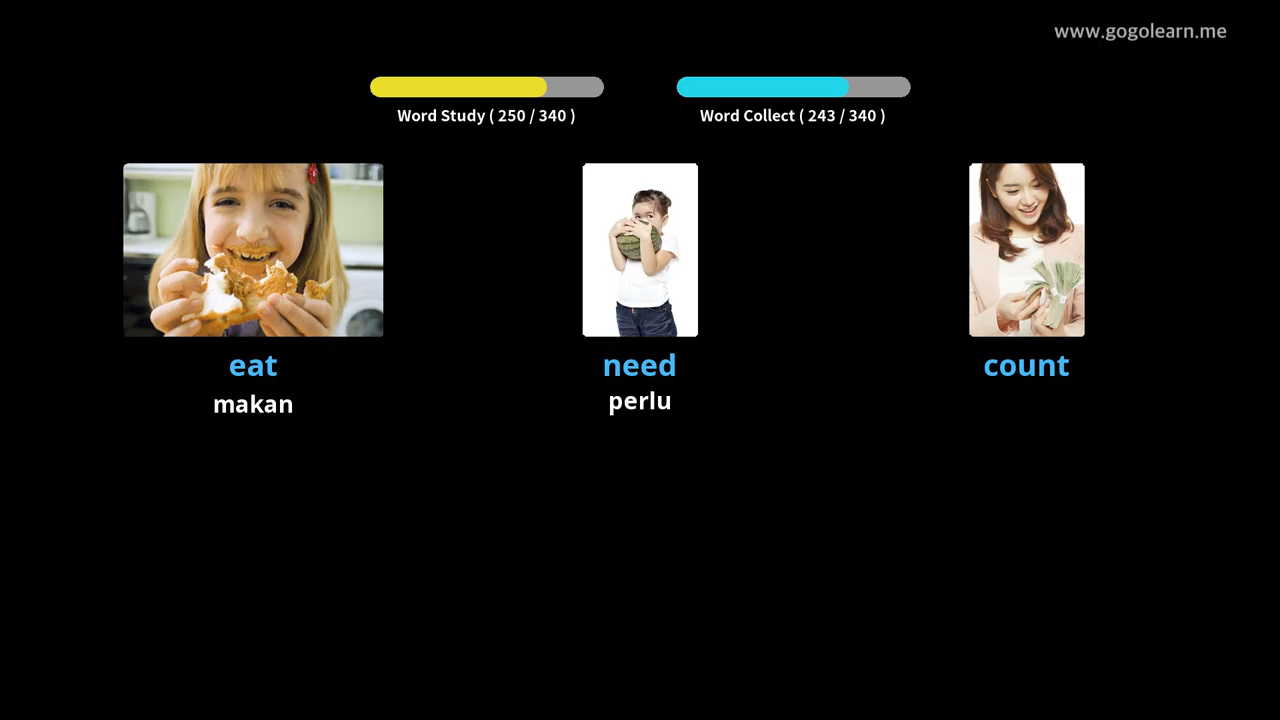 www.gogolearn.me
Word Study ( 250 / 340 )
Word Collect ( 243 / 340 )
eat
need
count
makan
perlu